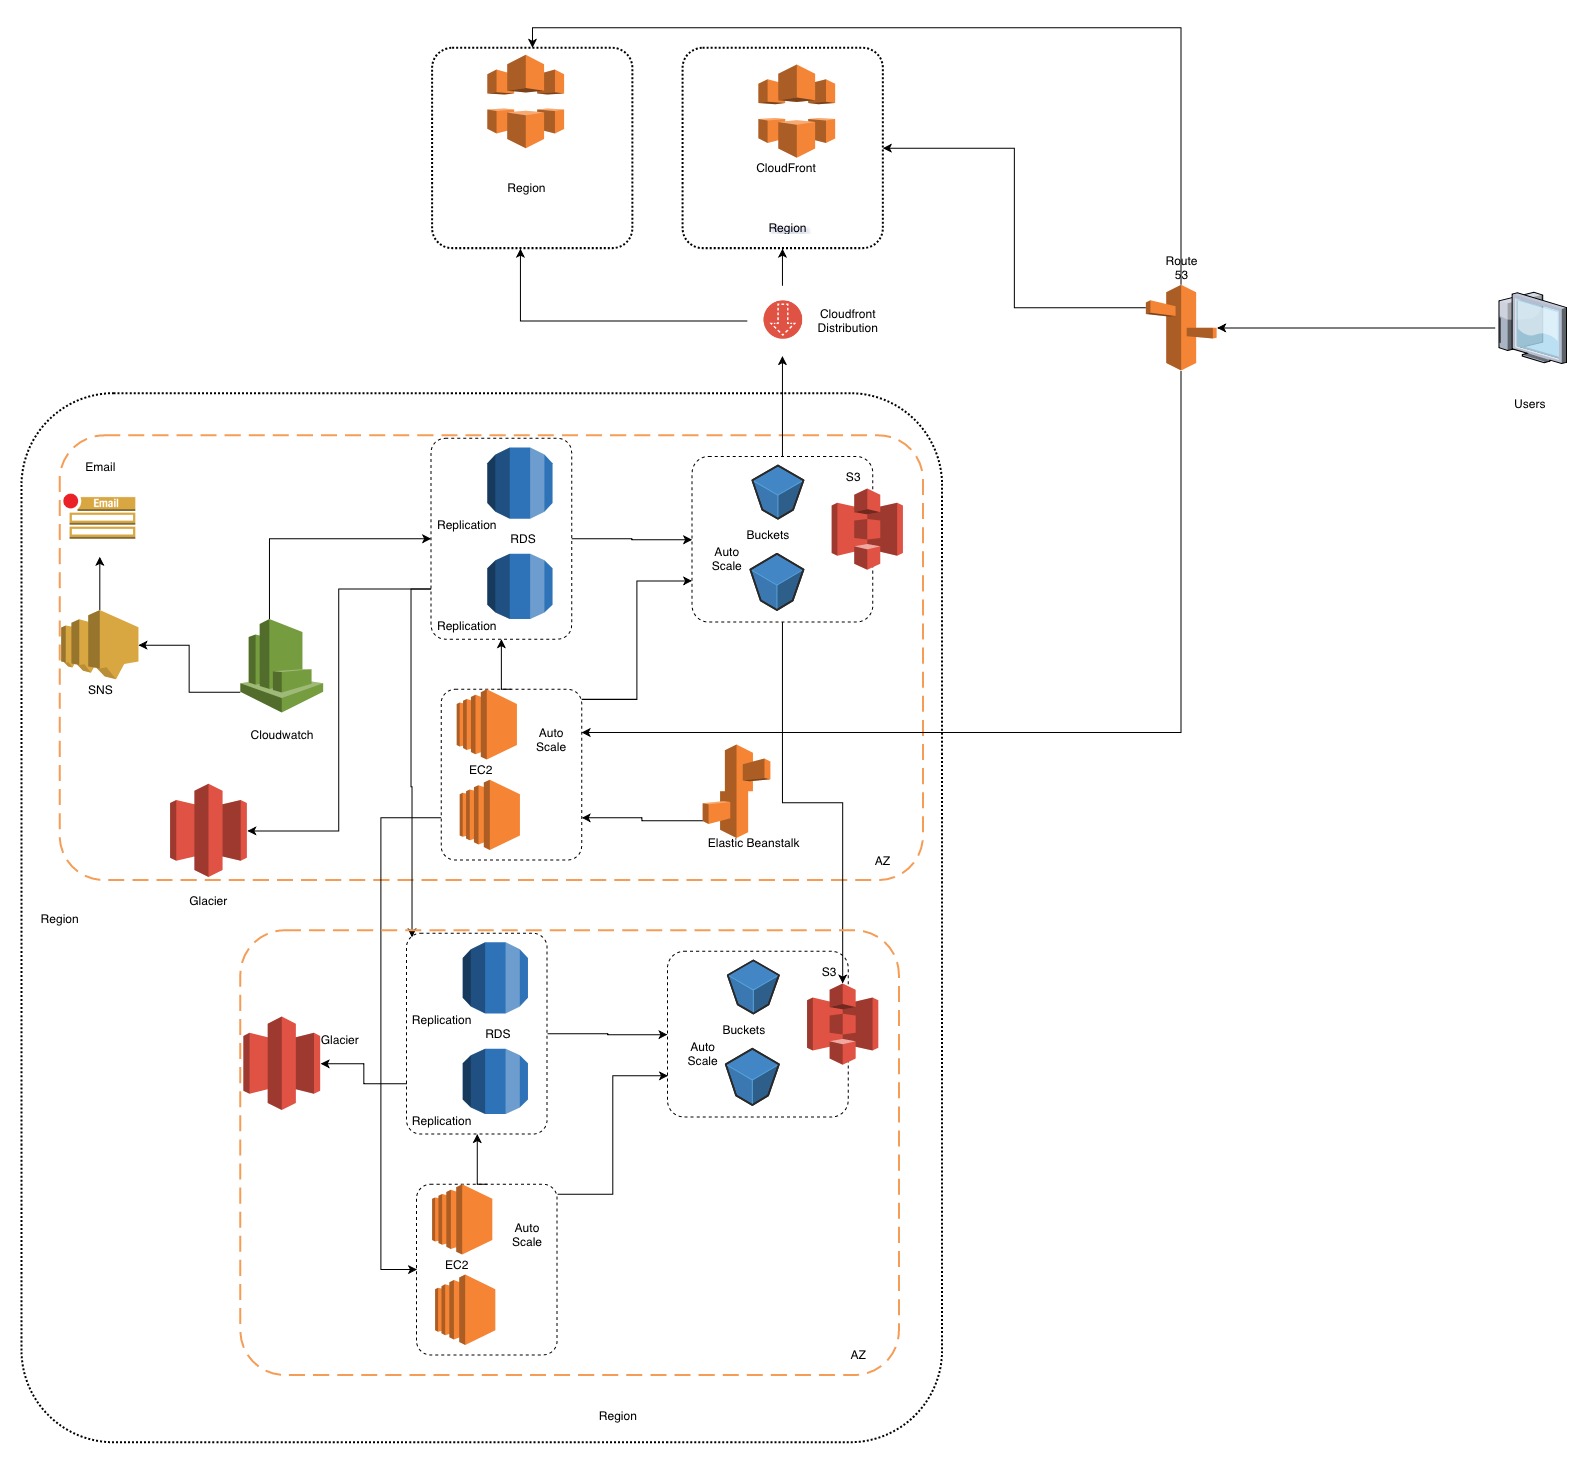 Region
CloudFront
Region
Route
53
Cloudfront
Distribution
Users
Email
Email
Replication
RDS
Replication
S3
Buckets
Auto
Scale
SNS
Cloudwatch
Auto
Scale
EC2
Elastic Beanstalk
AZ
Glacier
Region
Replication
RDS
Replication
S3
Buckets
Auto
Scale
Glacier
Auto
Scale
EC2
AZ
Region